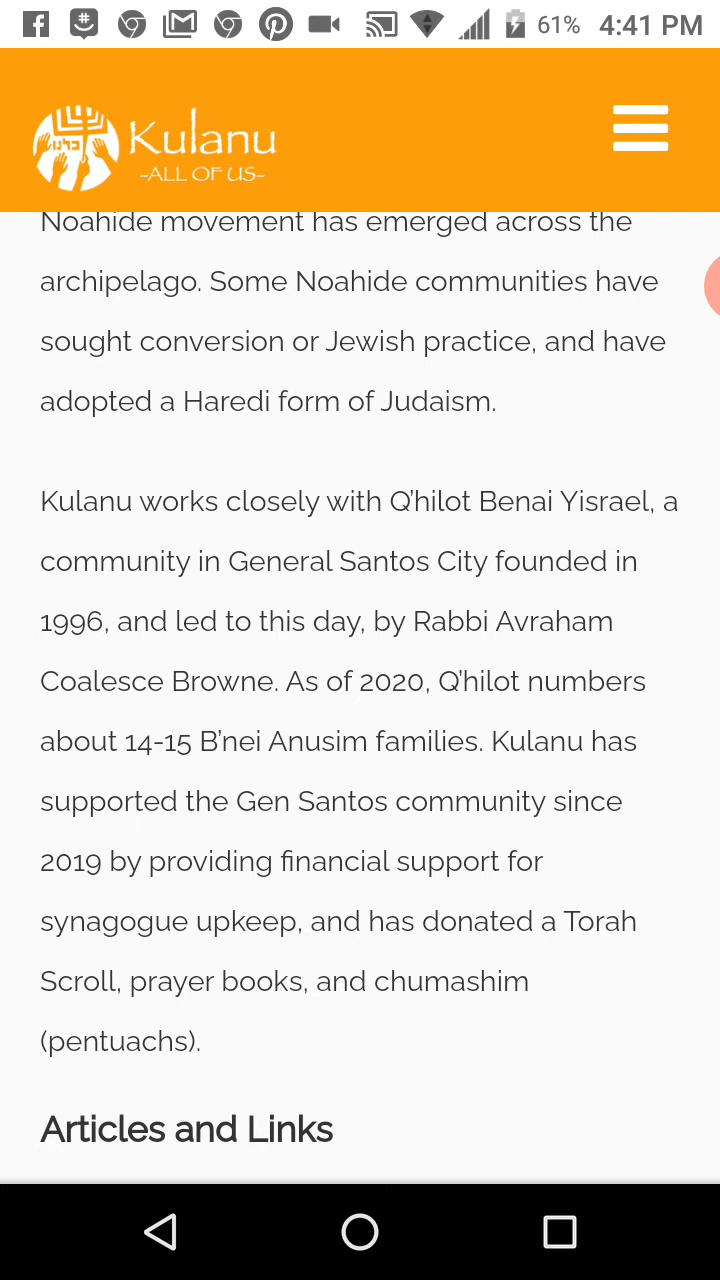 61% 4:41 PM
כלנו
Kulanu
-ALL OF US-
Noahide movement has emerged across the
archipelago. Some Noahide communities have
sought conversion or Jewish practice, and have
adopted a Haredi form of Judaism.
Kulanu works closely with Q'hilot Benai Yisrael, a
community in General Santos City founded in
1996, and led to this day, by Rabbi Avraham
Coalesce Browne. As of 2020, Q'hilot numbers
about 14-15 B'nei Anusim families. Kulanu has
supported the Gen Santos community since
2019 by providing financial support for
synagogue upkeep, and has donated a Torah
Scroll, prayer books, and chumashim
(pentuachs).
Articles and Links